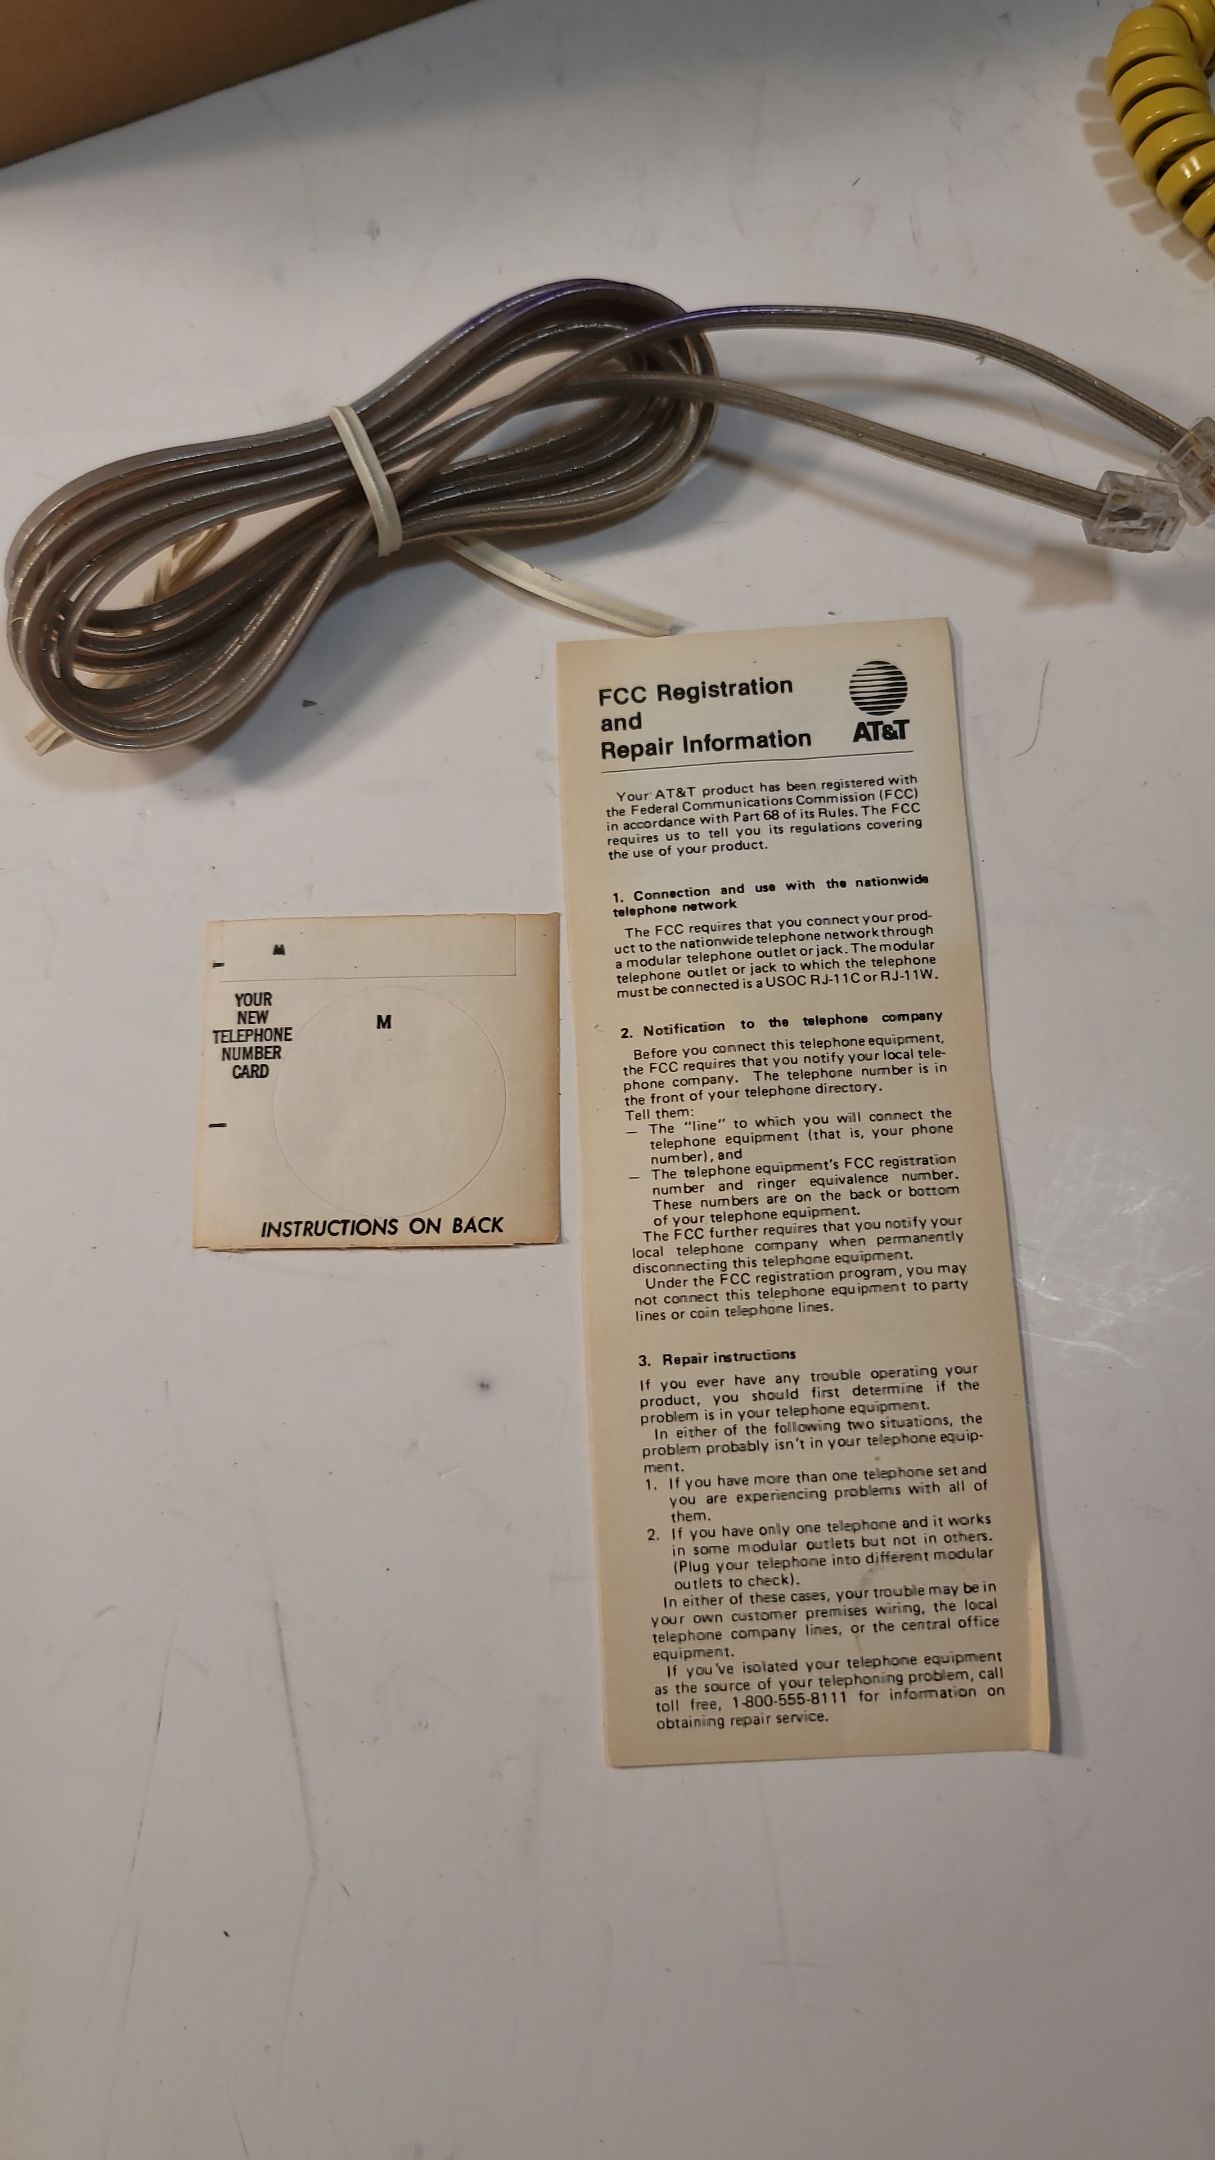 FCC Registration
and
Repair Information
AT&T
Your AT&T product has been registered with
the Federal Communications Commission (FCC)
in accordance with Part 68 of its Rules. The FCC
requires us to tell you its regulations covering
the use of your product.
1. Connection and use with the nationwide
telephone network
The FCC requires that you connect your prod-
uct to the nationwide telephone network through
a modular telephone outlet or jack. The modular
telephone outlet or jack to which the telephone
must be connected is a USOC RJ-11C or RJ-11W.
2. Notification to the telephone company
Before you connect this telephone equipment,
the FCC requires that you notify your local tele-
phone company. The telephone number is in
the front of your telephone directory.
Tell them:
— The "line" to which you will connect the
telephone equipment (that is, your phone
number), and
— The telephone equipment's FCC registration
number and ringer equivalence number.
These numbers are on the back or bottom
of your telephone equipment.
The FCC further requires that you notify your
local telephone company when permanently
disconnecting this telephone equipment.
Under the FCC registration program, you may
not connect this telephone equipment to party
lines or coin telephone lines.
3. Repair instructions
If you ever have any trouble operating your
product, you should first determine if the
problem is in your telephone equipment.
In either of the following two situations, the
problem probably isn't in your telephone equip-
ment.
1. If you have more than one telephone set and
you are experiencing problems with all of
them.
2. If you have only one telephone and it works
in some modular outlets but not in others.
(Plug your telephone into different modular
outlets to check).
In either of these cases, your trouble may be in
your own customer premises wiring, the local
telephone company lines, or the central office
equipment.
If you've isolated your telephone equipment
as the source of your telephoning problem, call
toll free, 1-800-555-8111 for information on
obtaining repair service.
M
YOUR
NEW
TELEPHONE
NUMBER
CARD
M
INSTRUCTIONS ON BACK